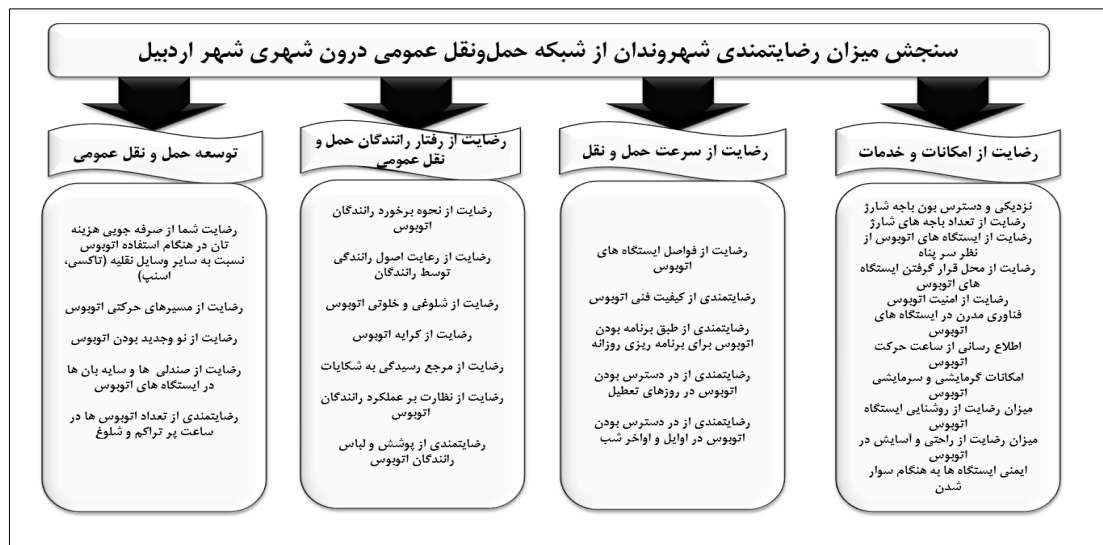 سنجش میزان رضایتمندی شهروندان از شبکه حمل‌ونقل عمومی درون شهری شهر اردبیل
رضایت از امکانات و خدمات
نزدیکی و دسترس بون باجه شارژ
رضایت از تعداد باجه های شارژ
رضایت از ایستگاه های اتوبوس از
نظر سر پناه
رضایت از محل قرار گرفتن ایستگاه
های اتوبوس
رضایت از امنیت اتوبوس
فناوری مدرن در ایستگاه های
اتوبوس
اطلاع رسانی از ساعت حرکت
اتوبوس
امکانات گرمایشی و سرمایشی
اتوبوس
میزان رضایت از روشنایی ایستگاه
اتوبوس
میزان رضایت از راحتی و آسایش در
اتوبوس
ایمنی ایستگاه ها به هنگام سوار
شدن
رضایت از سرعت حمل و نقل
رضایت از فواصل ایستگاه های
اتوبوس
رضایتمندی از کیفیت فنی اتوبوس
رضایتمندی از طبق برنامه بودن
اتوبوس برای برنامه ریزی روزانه
رضایتمندی از در دسترس بودن
اتوبوس در روزهای تعطیل
رضایتمندی از در دسترس بودن
اتوبوس در اوایل و اواخر شب
رضایت از رفتار رانندگان حمل و
نقل عمومی
رضایت از نحوه برخورد رانندگان
اتوبوس
رضایت از رعایت اصول رانندگی
توسط رانندگان
رضایت از شلوغی و خلوتی اتوبوس
رضایت از کرایه اتوبوس
رضایت از مرجع رسیدگی به شکایات
رضایت از نظارت بر عملکرد رانندگان
اتوبوس
رضایتمندی از پوشش و لباس
رانندگان اتوبوس
توسعه حمل و نقل عمومی
رضایت شما از صرفه جویی هزینه
تان در هنگام استفاده اتوبوس
نسبت به سایر وسایل نقلیه (تاکسی،
اسنپ)
رضایت از مسیرهای حرکتی اتوبوس
رضایت از نو وجدید بودن اتوبوس
رضایت از صندلی ها و سایه بان ها
در ایستگاه های اتوبوس
رضایتمندی از تعداد اتوبوس ها در
ساعت پر تراکم و شلوغ